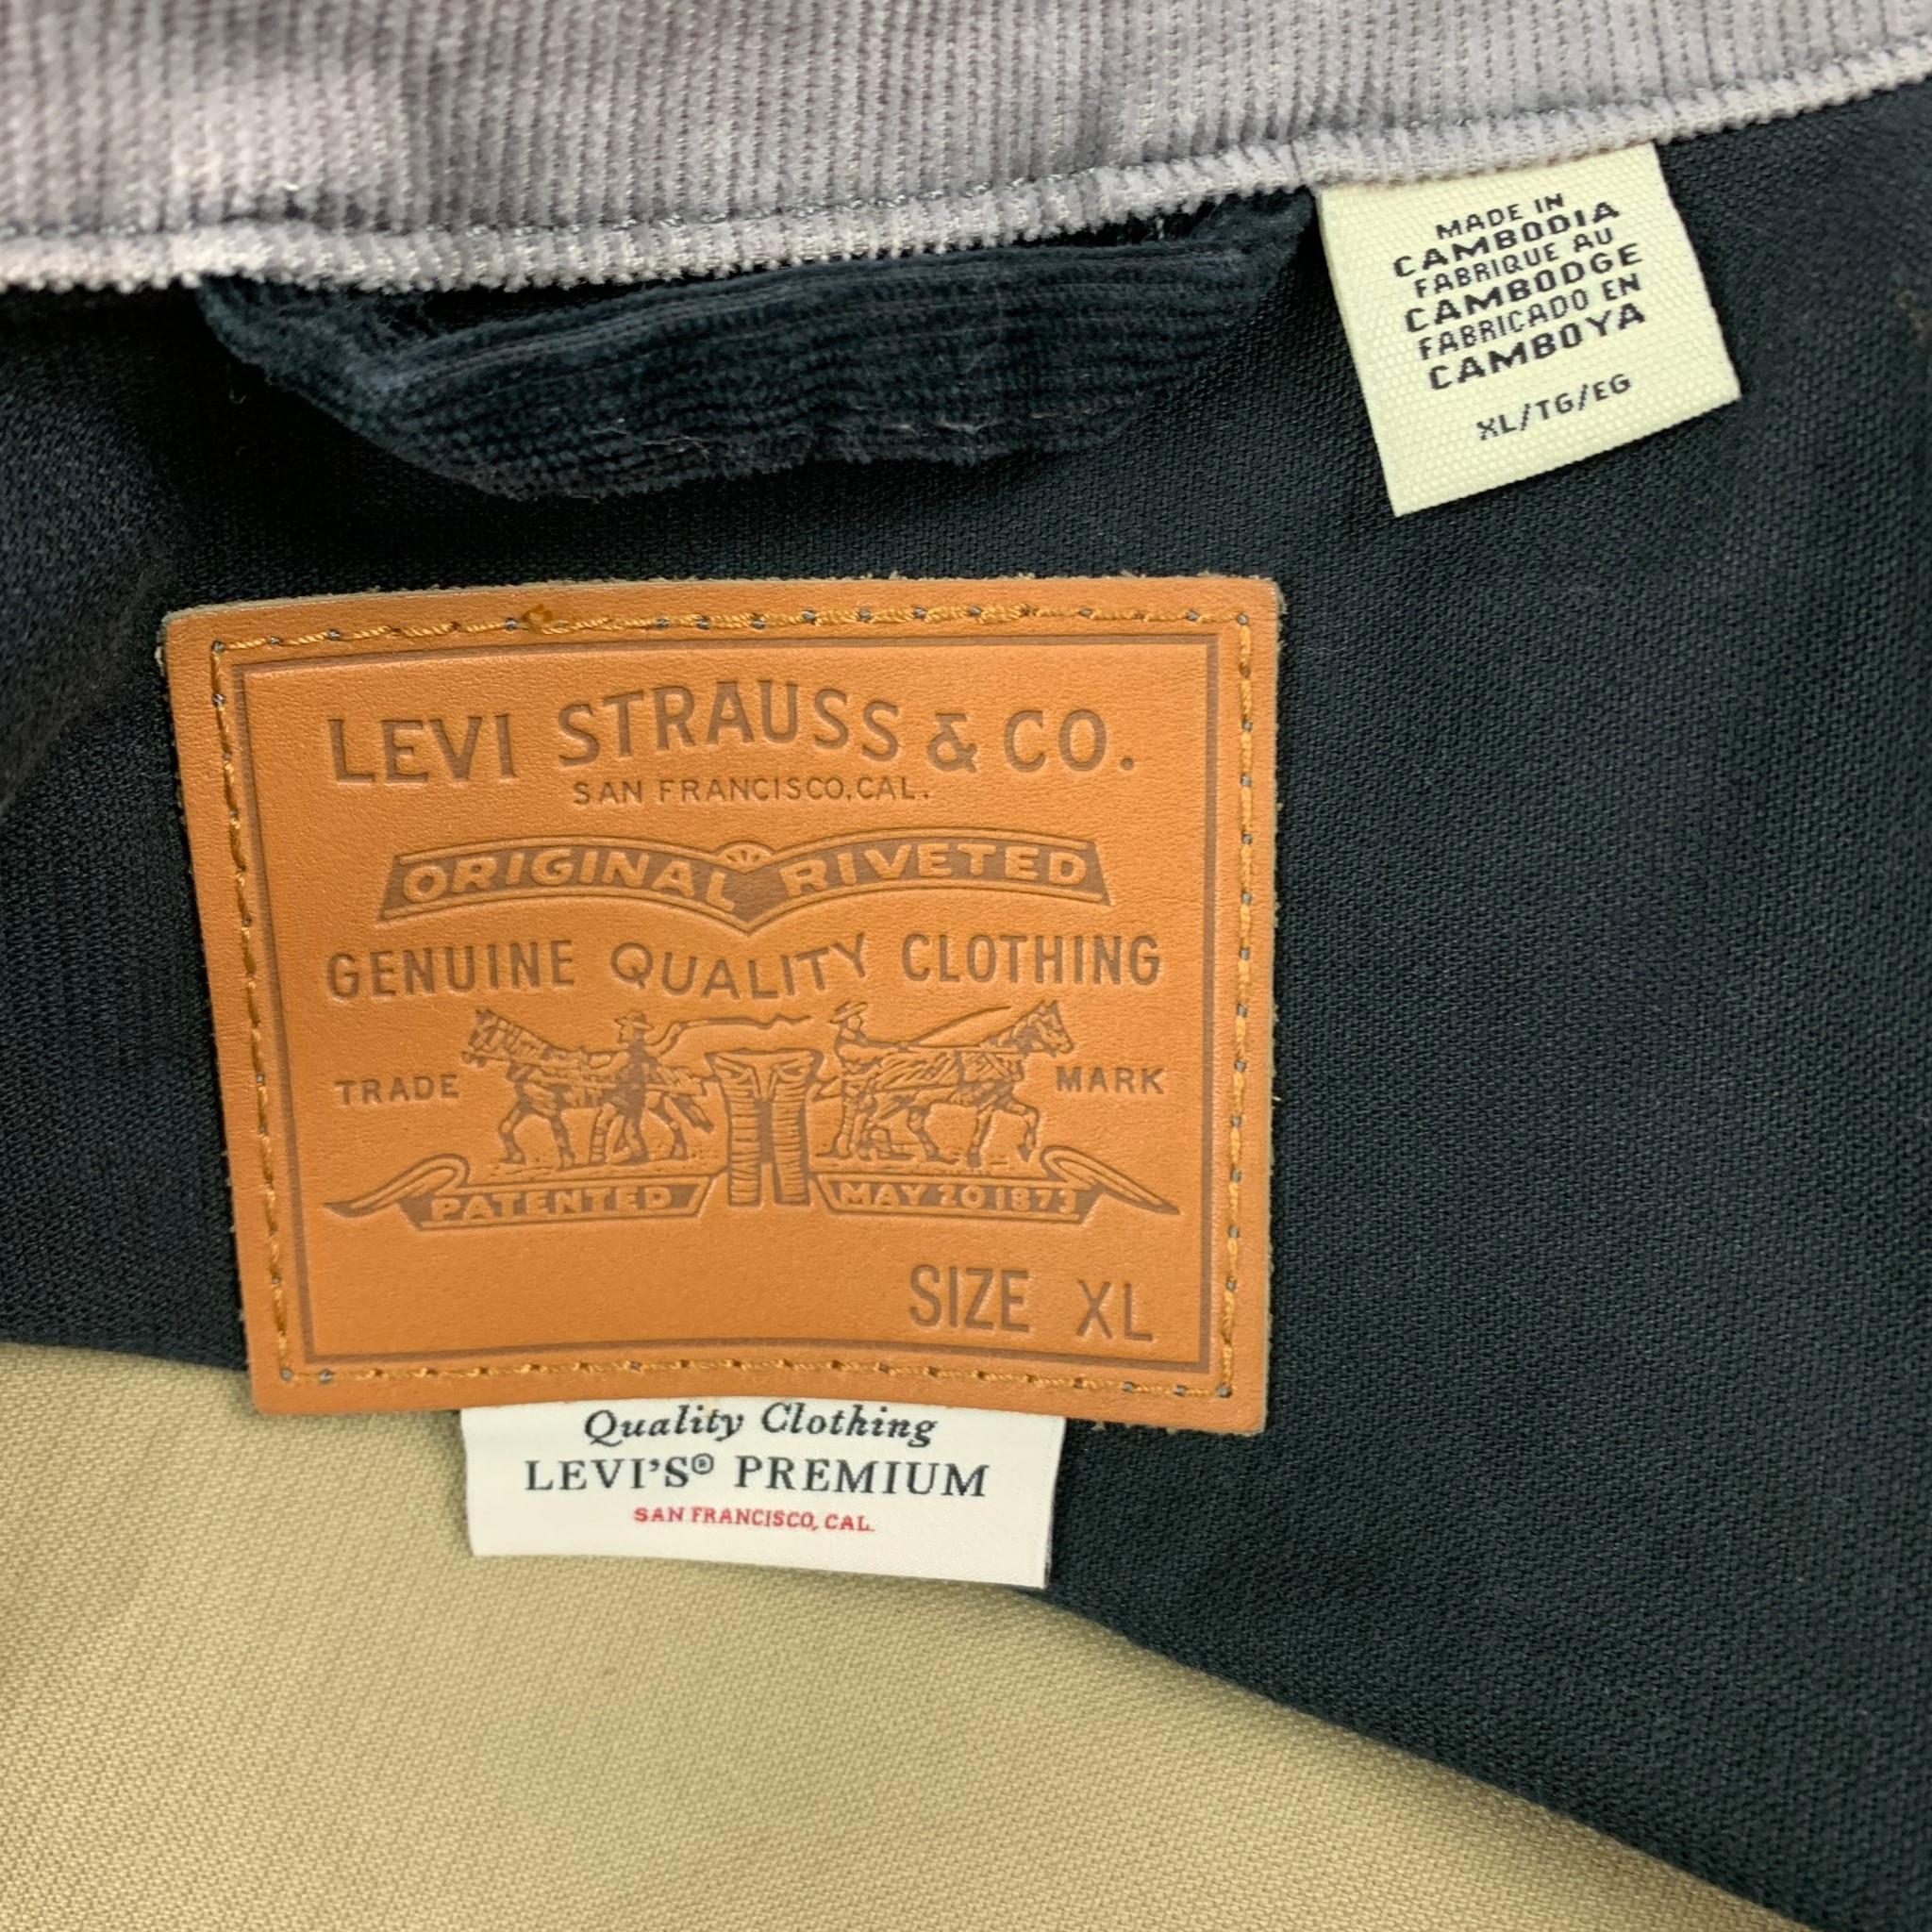 MADE IN
CAMBODIA
FABRIQUE AU
CAMBODGE
FABRICADO EN
CAMBOYA
XL/TG/EG
LEVI STRAUSS & CO.
SAN FRANCISCO, CAL.
ORIGINAL RIVETED
GENUINE QUALITY CLOTHING
TRADE MARK
PATENTED MAY 20 1873
SIZE XL
Quality Clothing
LEVI'S® PREMIUM
SAN FRANCISCO, CAL.